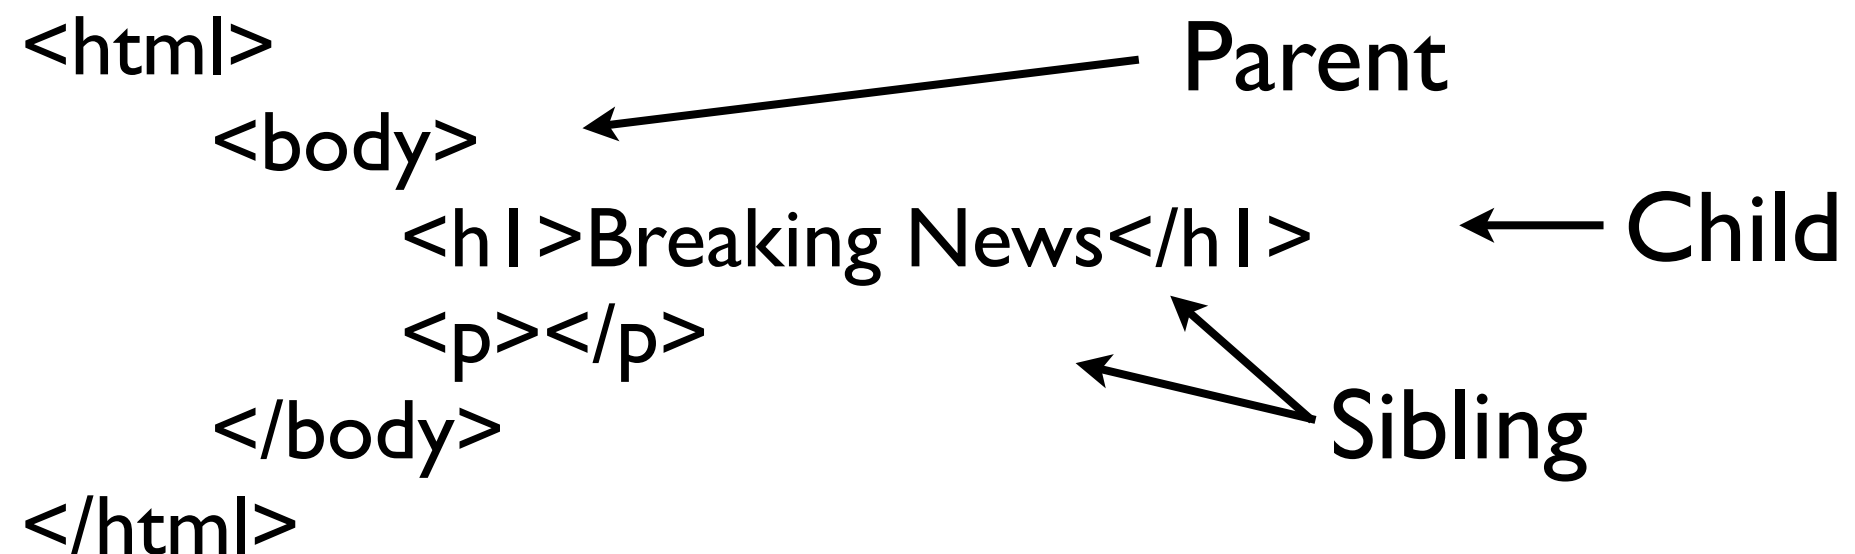 <html>
Parent
<body>
<h1>Breaking News</h1>
Child
<p></p>
Sibling
</body>
</html>